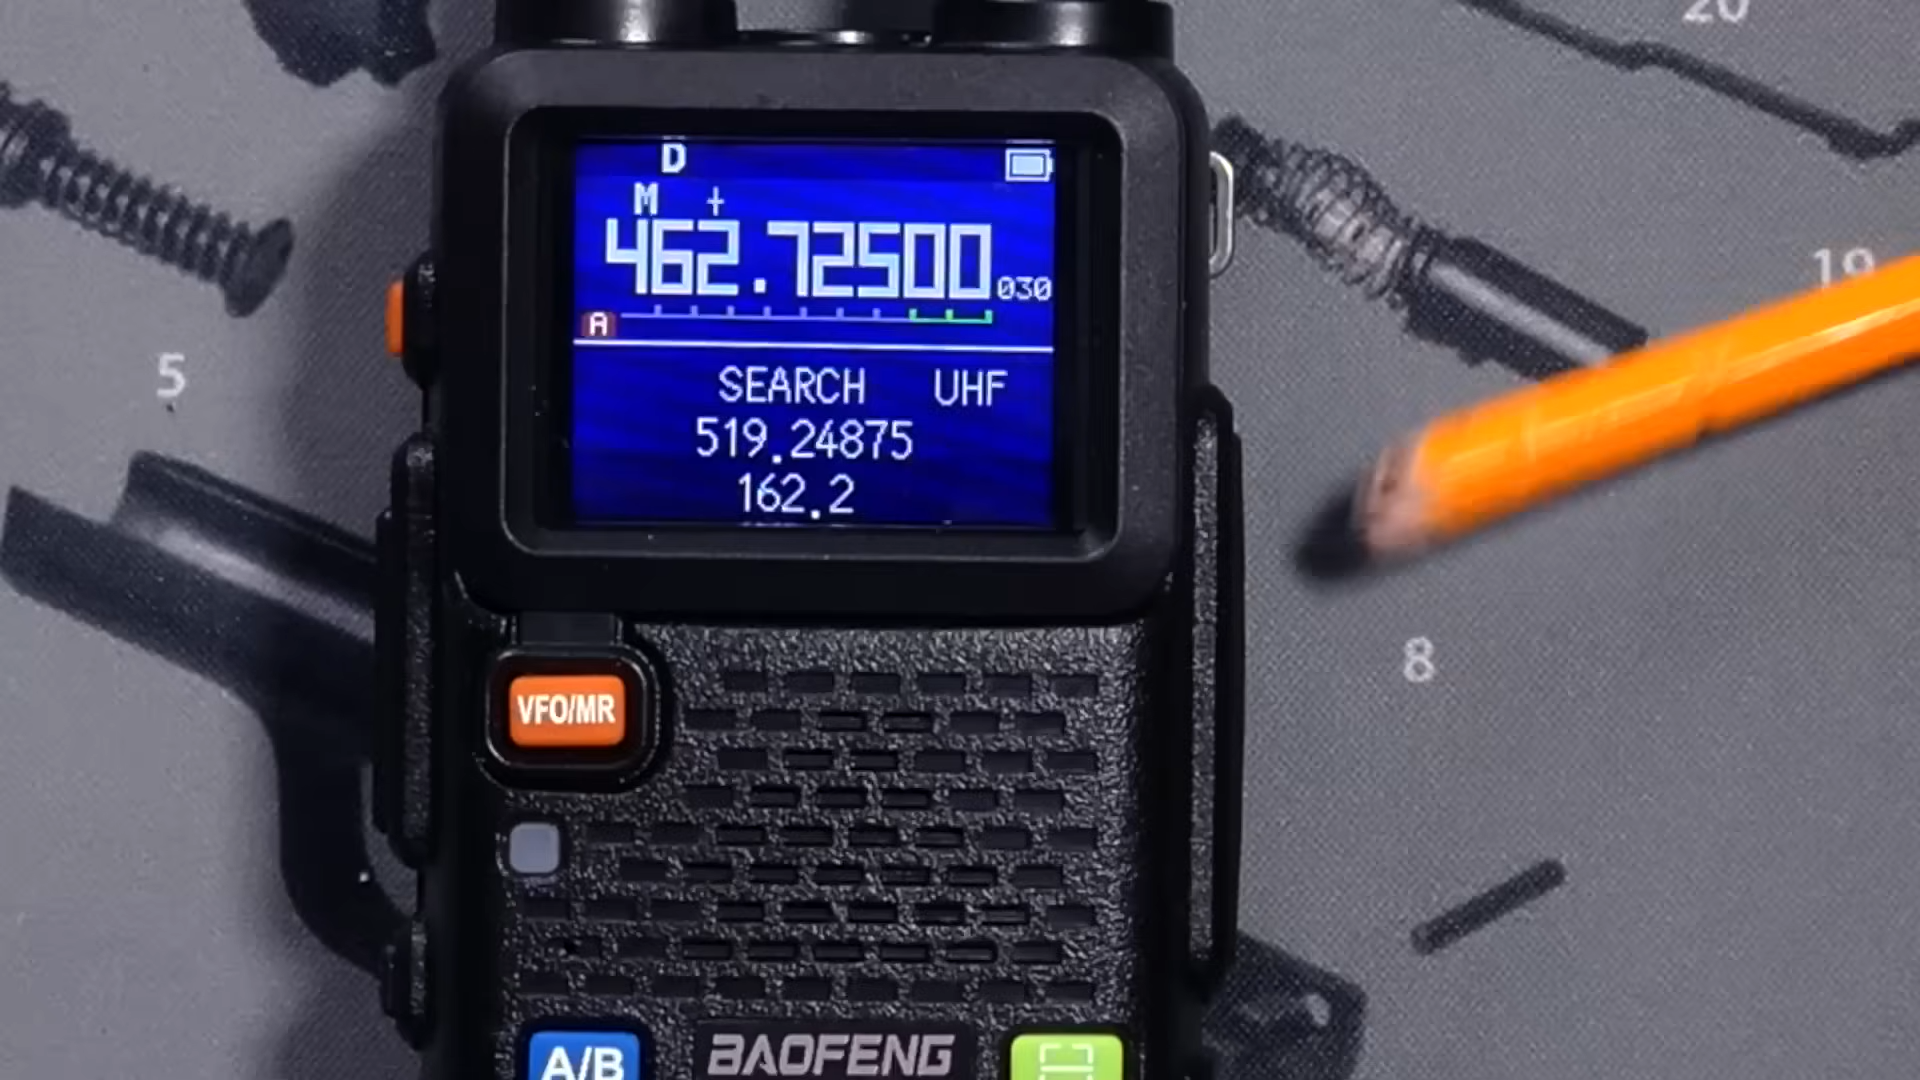 20
D
M +
462.72500 030
A
SEARCH UHF
519.24875
162.2
19
5
8
VFO/MR
A/B
BAOFENG